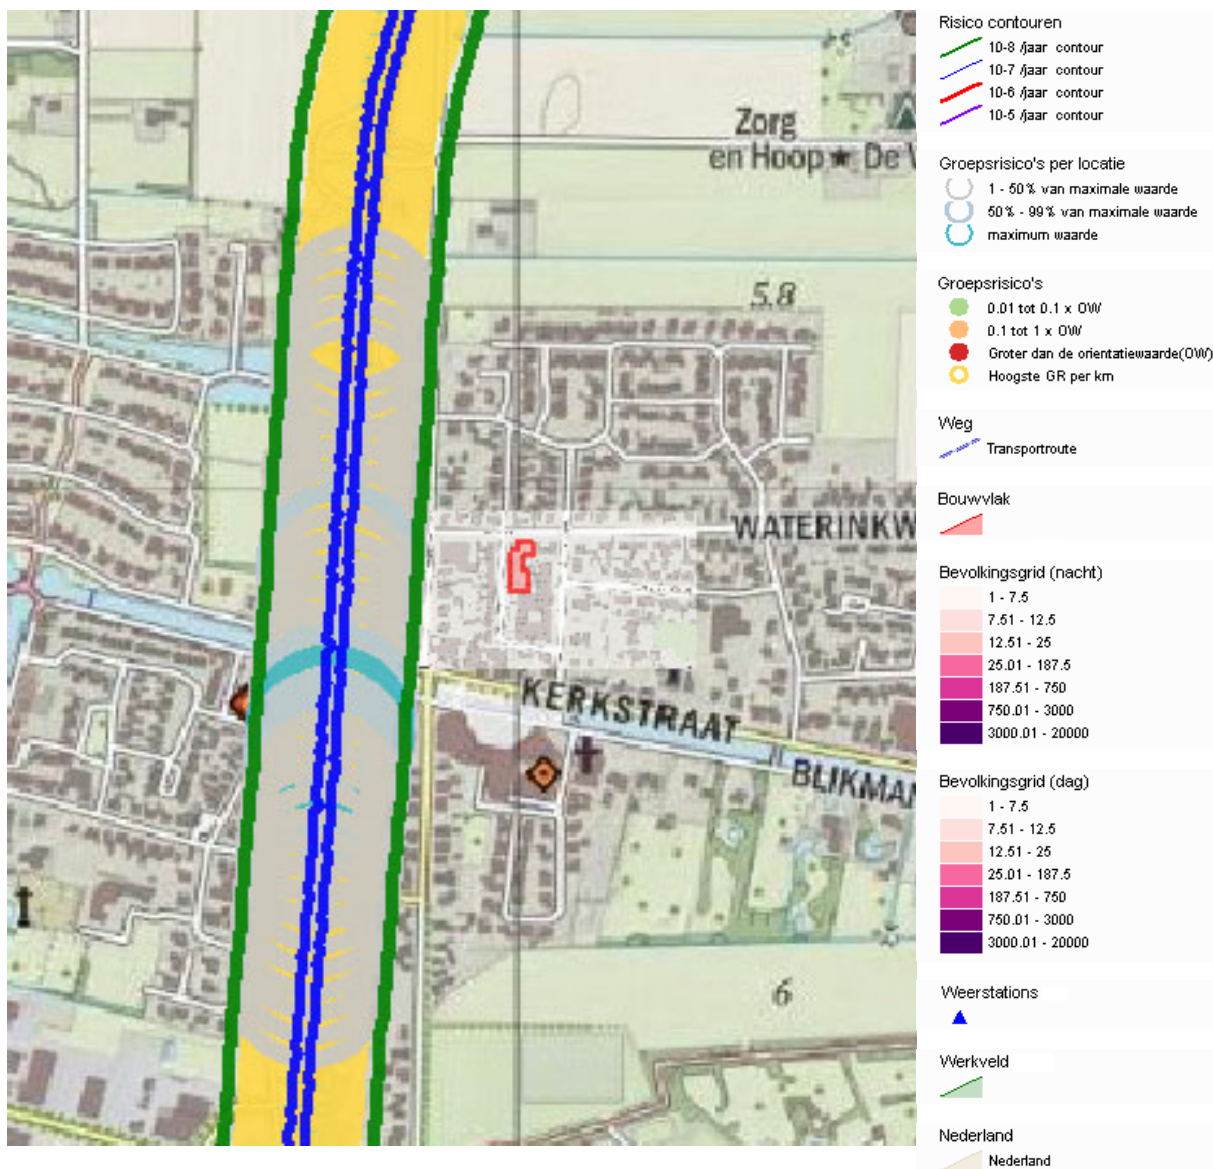 Zorg
en Hoop
De
5.8
WATERINKW
KERKSTRAAT
BLIKMAN
6
Risico contouren
10-8 /jaar contour
10-7 /jaar contour
10-6 /jaar contour
10-5 /jaar contour
Groepsrisico's per locatie
1 - 50% van maximale waarde
50% - 99% van maximale waarde
maximum waarde
Groepsrisico's
0.01 tot 0.1 x OW
0.1 tot 1 x OW
Groter dan de orientatiewaarde(OW)
Hoogste GR per km
Weg
Transportroute
Bouwvlak
Bevolkingsgrid (nacht)
1 - 7.5
7.51 - 12.5
12.51 - 25
25.01 - 187.5
187.51 - 750
750.01 - 3000
3000.01 - 20000
Bevolkingsgrid (dag)
1 - 7.5
7.51 - 12.5
12.51 - 25
25.01 - 187.5
187.51 - 750
750.01 - 3000
3000.01 - 20000
Weerstations
Werkveld
Nederland
Nederland